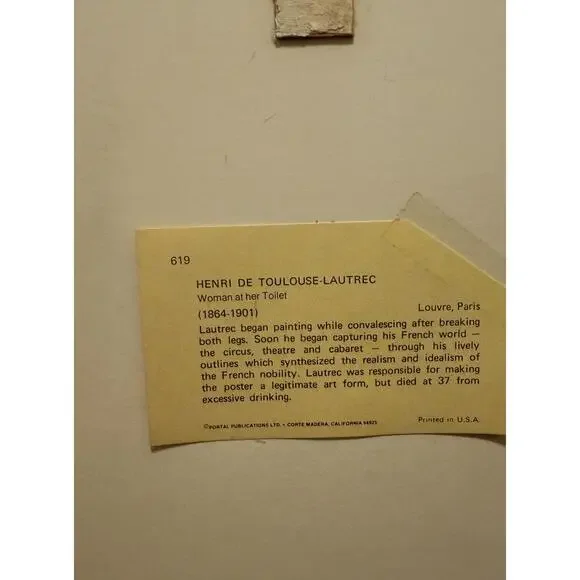 619
HENRI DE TOULOUSE-LAUTREC
Woman at her Toilet
(1864-1901) Louvre, Paris
Lautrec began painting while convalescing after breaking
both legs. Soon he began capturing his French world —
the circus, theatre and cabaret — through his lively
outlines which synthesized the realism and idealism of
the French nobility. Lautrec was responsible for making
the poster a legitimate art form, but died at 37 from
excessive drinking.
©PORTAL PUBLICATIONS LTD. • CORTE MADERA, CALIFORNIA 94925 Printed in U.S.A.